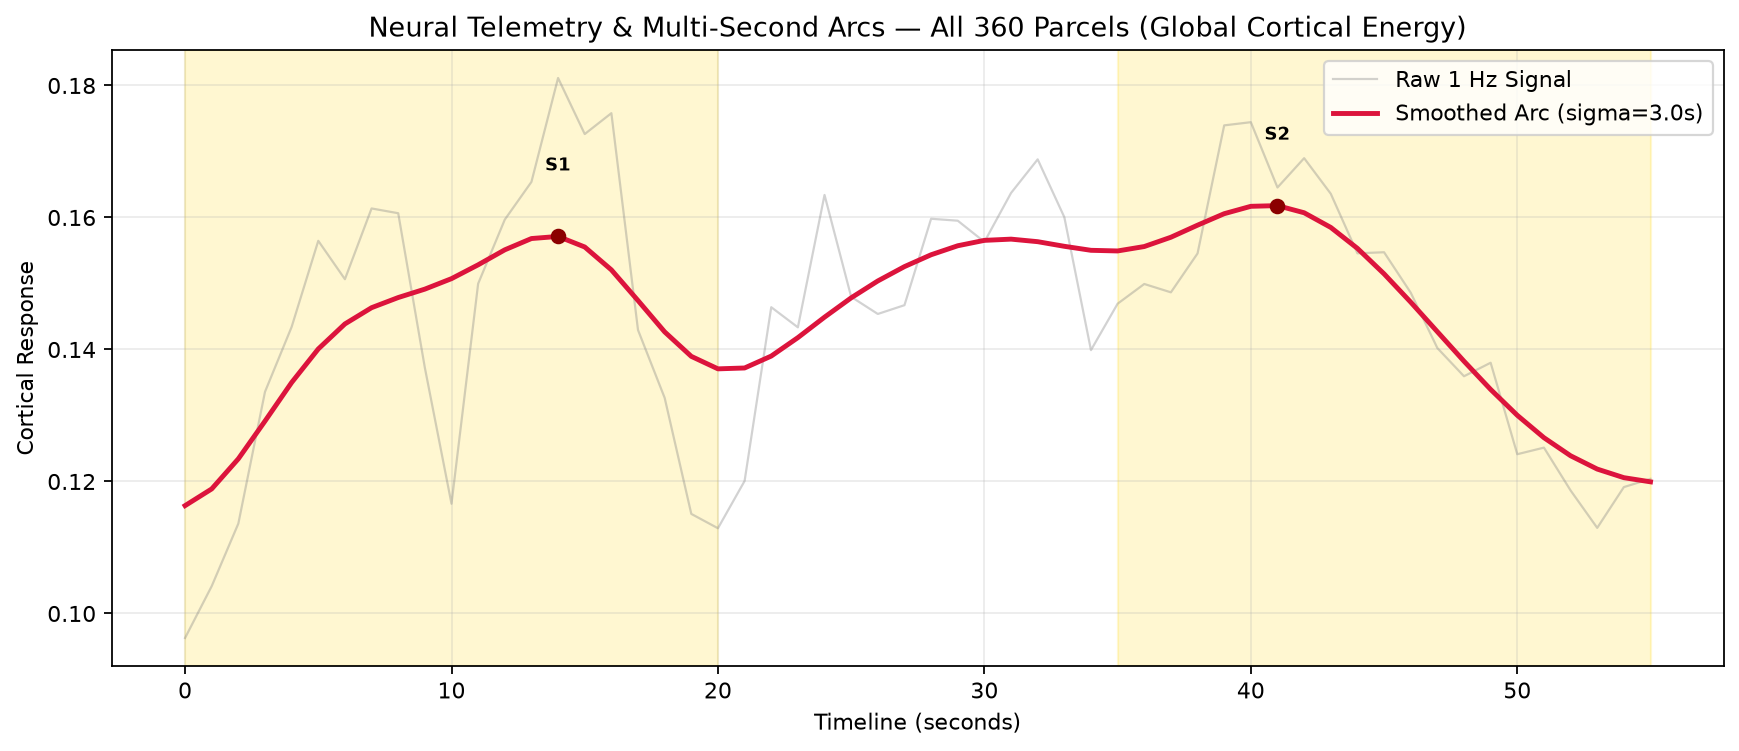 Neural Telemetry & Multi-Second Arcs — All 360 Parcels (Global Cortical Energy)
Raw 1 Hz Signal
Smoothed Arc (sigma=3.0s)
S1
S2
Cortical Response
0.18
0.16
0.14
0.12
0.10
0 10 20 30 40 50
Timeline (seconds)